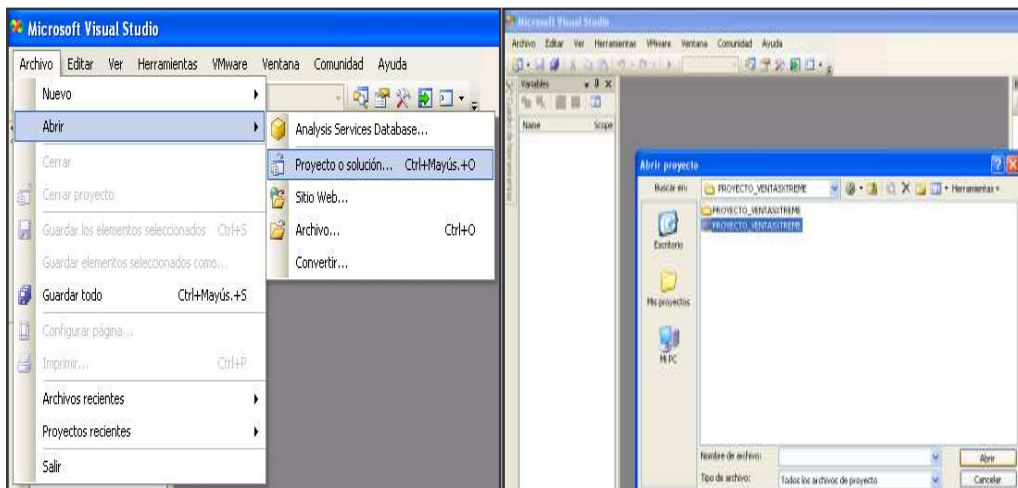 Microsoft Visual Studio
Archivo Editar Ver Herramientas VMware Ventana Comunidad Ayuda
Nuevo
Abrir
Cerrar
Cerrar proyecto
Guardar los elementos seleccionados Ctrl+S
Guardar elementos seleccionados como...
Guardar todo Ctrl+Mayús.+S
Configurar página...
Imprimir... Ctrl+P
Archivos recientes
Proyectos recientes
Salir
Analysis Services Database...
Proyecto o solución... Ctrl+Mayús.+O
Sitio Web...
Archivo... Ctrl+O
Convertir...
Microsoft Visual Studio
Archivo Editar Ver Herramientas VMware Ventana Comunidad Ayuda
Variables
Name Scope
Abrir proyecto
Buscar en: PROYECTO_VENTASXTREME Herramientas
PROYECTO_VENTASXTREME
PROYECTO_VENTASXTREME
Escritorio
Mis proyectos
Mi PC
Nombre de archivo: Abrir
Tipo de archivo: Todos los archivos de proyecto Cancelar